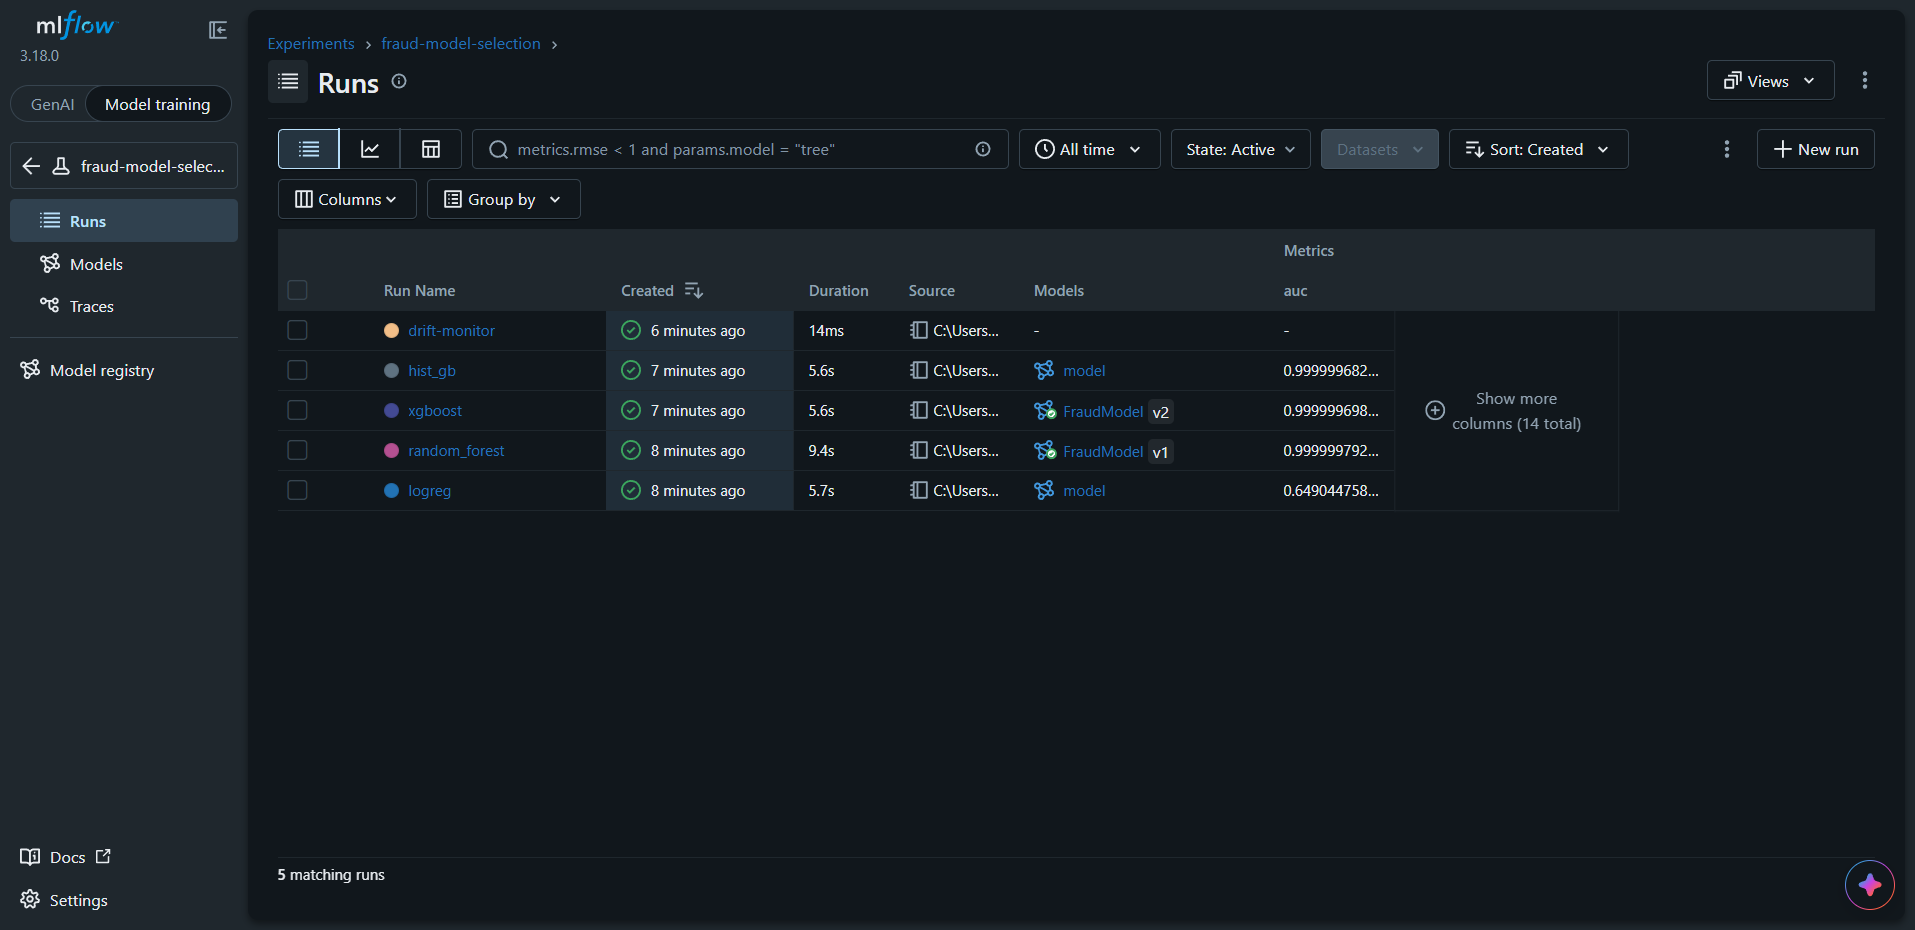 mlflow
3.18.0
GenAI Model training
fraud-model-selec...
Runs
Models
Traces
Model registry
Docs
Settings
Experiments > fraud-model-selection >
Runs
Views
metrics.rmse < 1 and params.model = "tree"
All time
State: Active
Datasets
Sort: Created
New run
Columns
Group by
Metrics
Run Name Created Duration Source Models auc
drift-monitor 6 minutes ago 14ms C:\Users... - -
hist_gb 7 minutes ago 5.6s C:\Users... model 0.999999682...
xgboost 7 minutes ago 5.6s C:\Users... FraudModel v2 0.999999698...
random_forest 8 minutes ago 9.4s C:\Users... FraudModel v1 0.999999792...
logreg 8 minutes ago 5.7s C:\Users... model 0.649044758...
Show more
columns (14 total)
5 matching runs